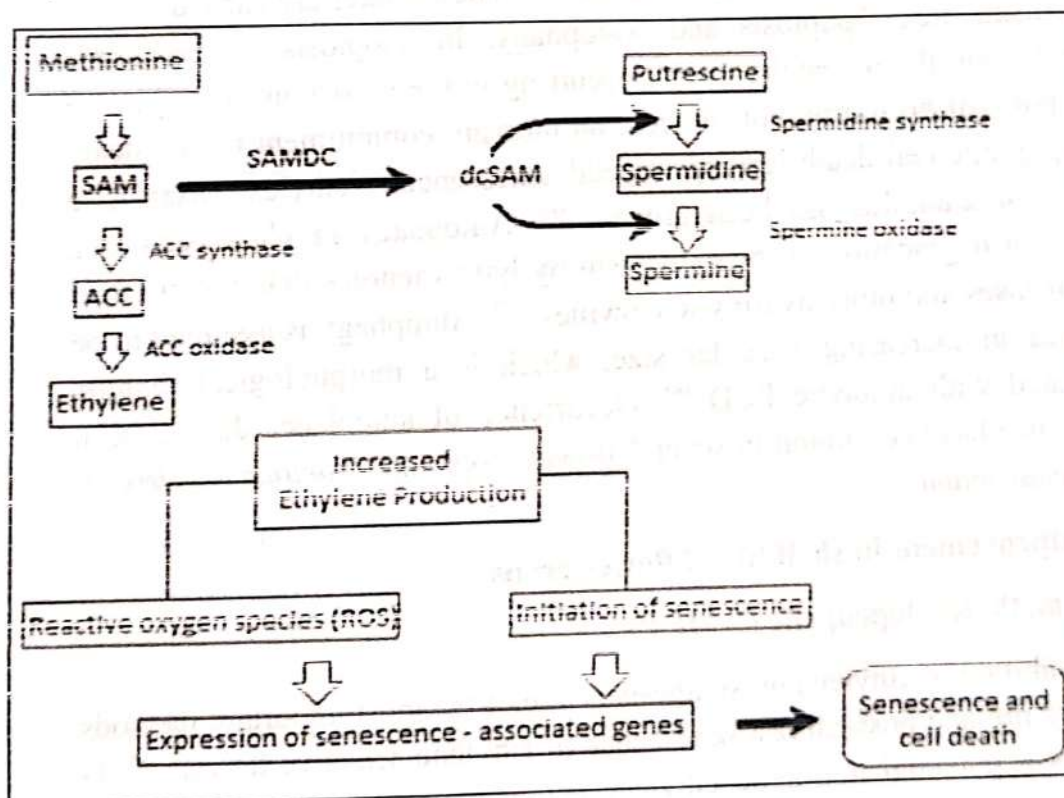 Methionine
Putrescine
Spermidine synthase
SAM
SAMDC
dcSAM
Spermidine
ACC synthase
Spermine oxidase
ACC
Spermine
ACC oxidase
Ethylene
Increased
Ethylene Production
Reactive oxygen species (ROS)
Initiation of senescence
Expression of senescence - associated genes
Senescence and
cell death